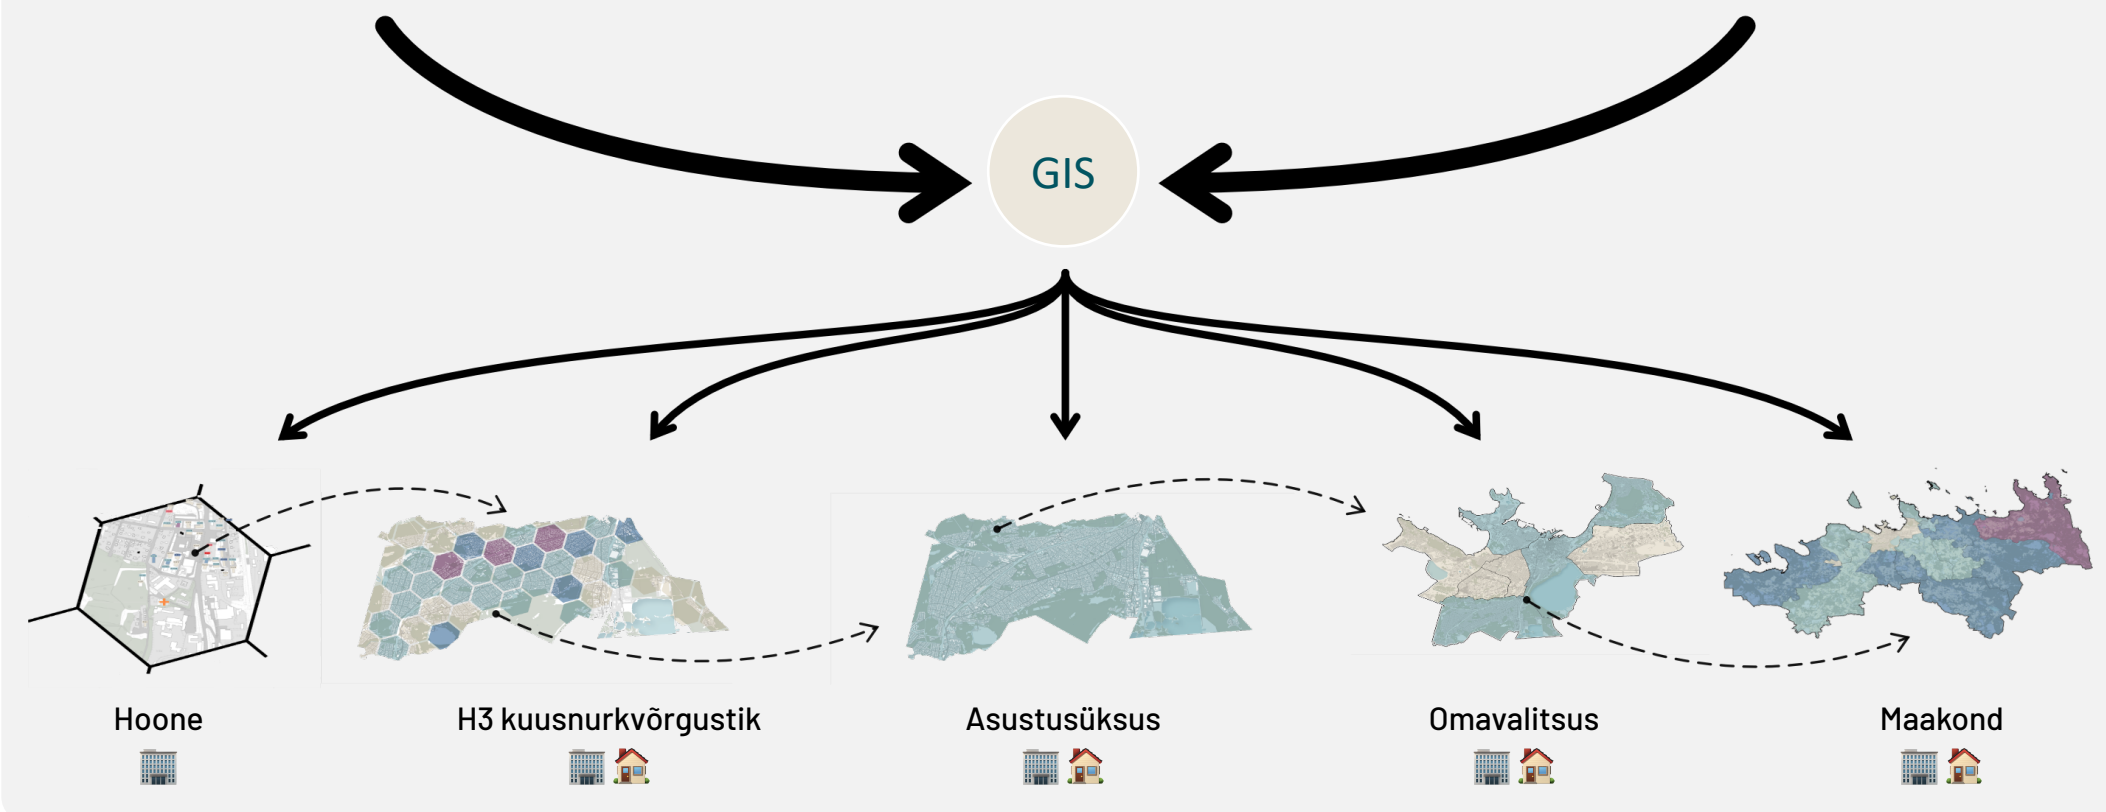 GIS
Hoone
H3 kuusnurkvõrgustik
Asustusüksus
Omavalitsus
Maakond